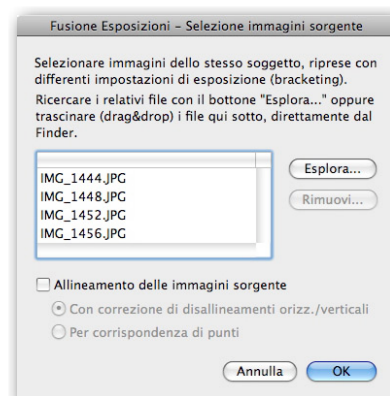 Fusione Esposizioni – Selezione immagini sorgente
Selezionare immagini dello stesso soggetto, riprese con
differenti impostazioni di esposizione (bracketing).
Ricercare i relativi file con il bottone "Esplora..." oppure
trascinare (drag&drop) i file qui sotto, direttamente dal
Finder.
Esplora...
Rimuovi...
IMG_1444.JPG
IMG_1448.JPG
IMG_1452.JPG
IMG_1456.JPG
Allineamento delle immagini sorgente
Con correzione di disallineamenti orizz./verticali
Per corrispondenza di punti
Annulla
OK